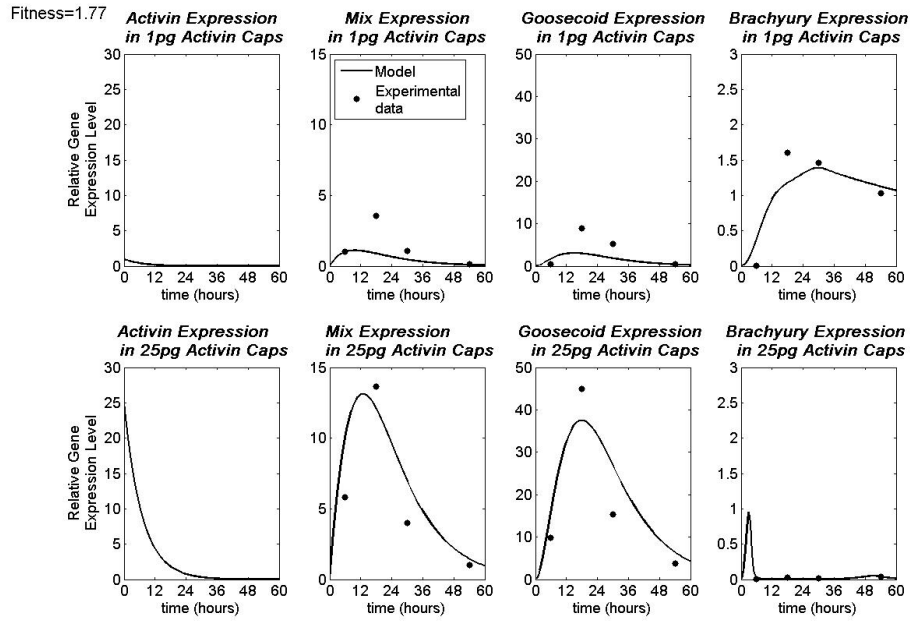 Fitness=1.77
Activin Expression
in 1pg Activin Caps
Mix Expression
in 1pg Activin Caps
Goosecoid Expression
in 1pg Activin Caps
Brachyury Expression
in 1pg Activin Caps
Relative Gene
Expression Level
30
25
20
15
10
5
0
0 12 24 36 48 60
time (hours)
15
10
5
0
Model
Experimental
data
0 12 24 36 48 60
time (hours)
50
40
30
20
10
0
0 12 24 36 48 60
time (hours)
3
2.5
2
1.5
1
0.5
0
0 12 24 36 48 60
time (hours)
Activin Expression
in 25pg Activin Caps
Mix Expression
in 25pg Activin Caps
Goosecoid Expression
in 25pg Activin Caps
Brachyury Expression
in 25pg Activin Caps
Relative Gene
Expression Level
30
25
20
15
10
5
0
0 12 24 36 48 60
time (hours)
15
10
5
0
0 12 24 36 48 60
time (hours)
50
40
30
20
10
0
0 12 24 36 48 60
time (hours)
3
2.5
2
1.5
1
0.5
0
0 12 24 36 48 60
time (hours)